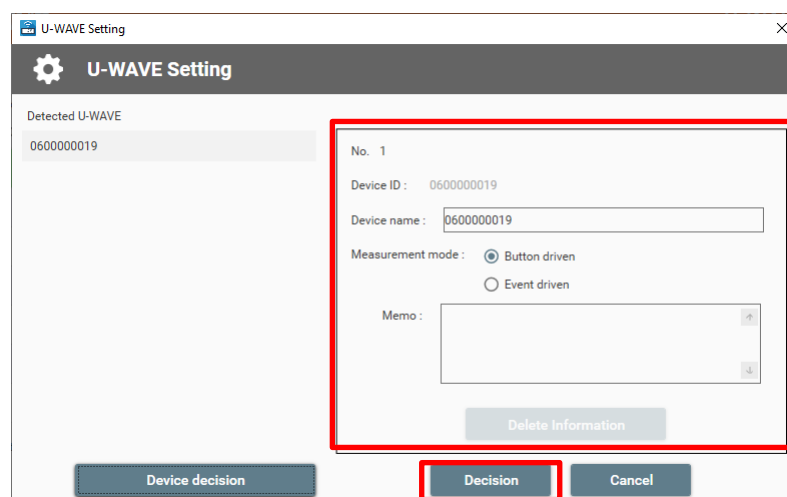 U-WAVE Setting
U-WAVE Setting
Detected U-WAVE
0600000019
No. 1
Device ID : 0600000019
Device name : 0600000019
Measurement mode : Button driven
Event driven
Memo :
Delete Information
Device decision
Decision
Cancel